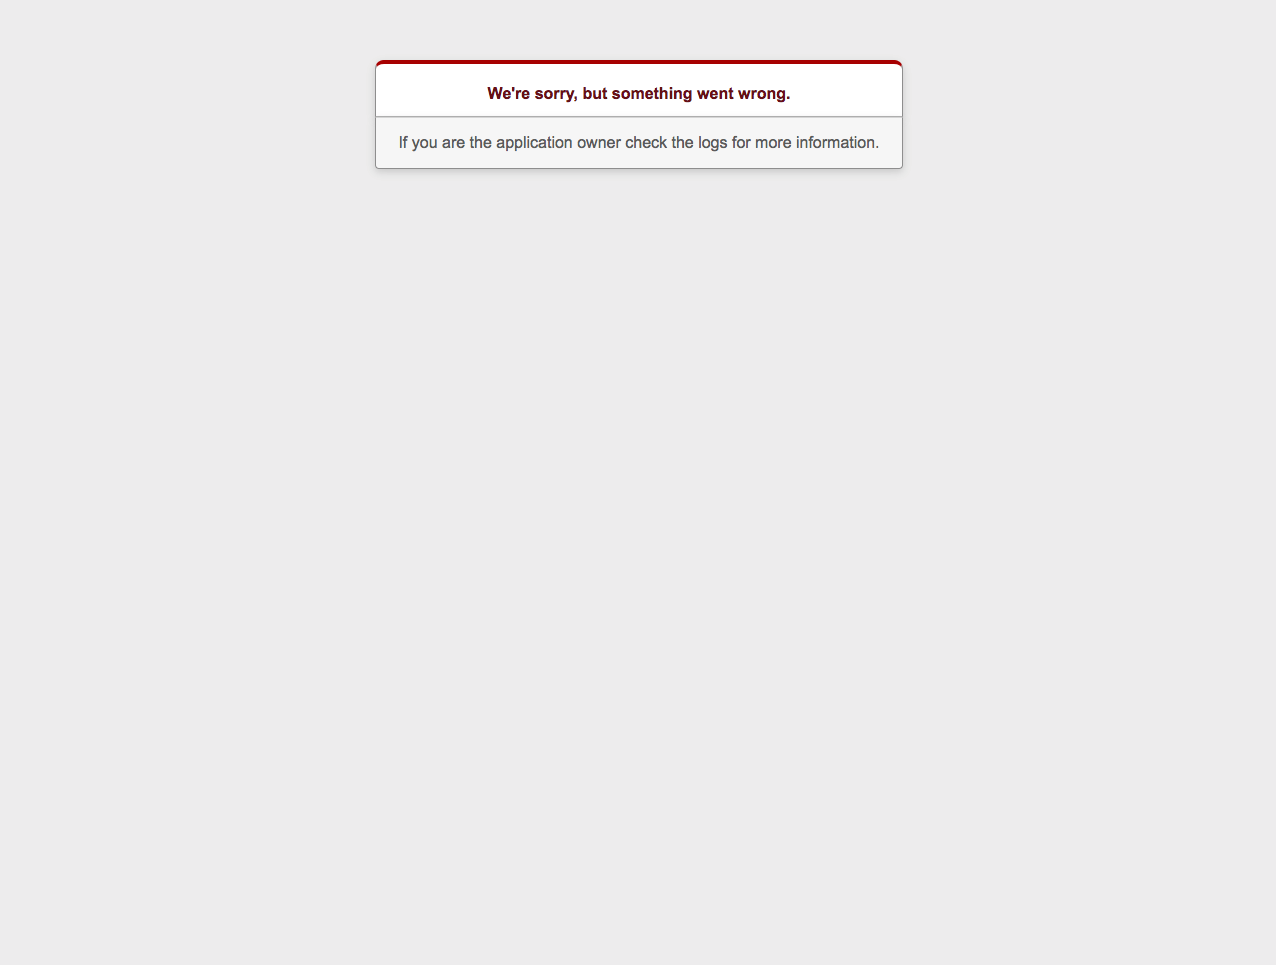 We're sorry, but something went wrong.
If you are the application owner check the logs for more information.